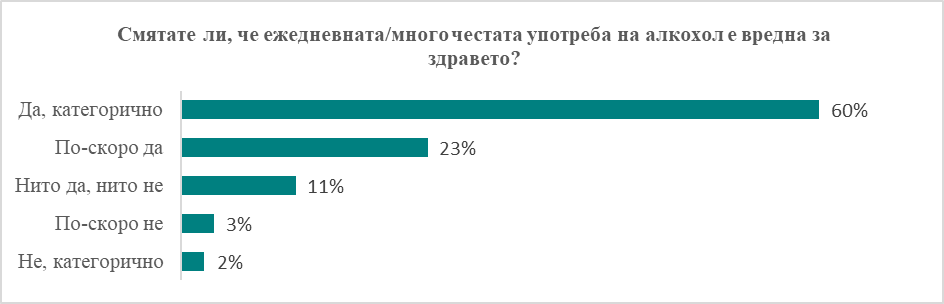 Смятате ли, че ежедневната/много честата употреба на алкохол е вредна за
здравето?
Да, категорично 60%
По-скоро да 23%
Нито да, нито не 11%
По-скоро не 3%
Не, категорично 2%